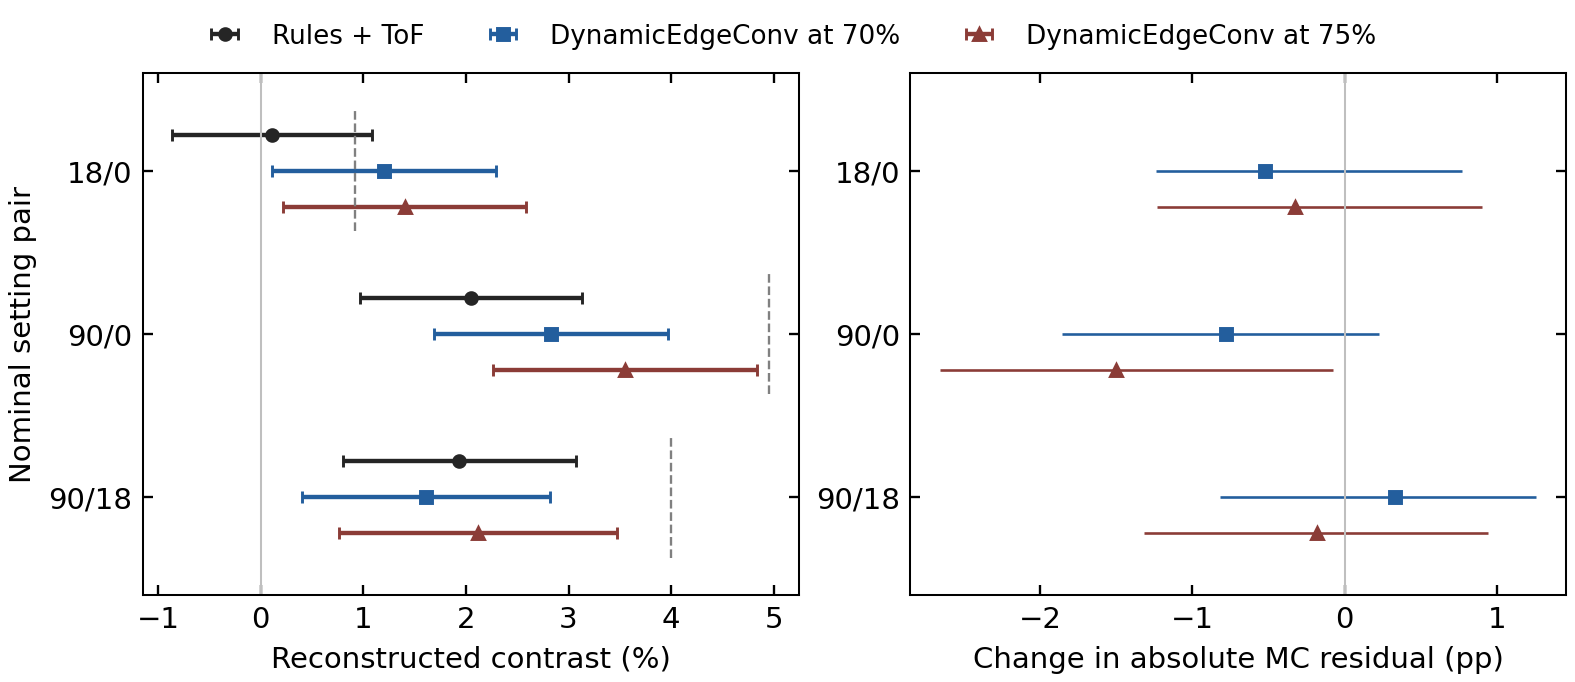 Rules + ToF DynamicEdgeConv at 70% DynamicEdgeConv at 75%
Nominal setting pair
18/0
90/0
90/18
−1 0 1 2 3 4 5
Reconstructed contrast (%)
18/0
90/0
90/18
−2 −1 0 1
Change in absolute MC residual (pp)